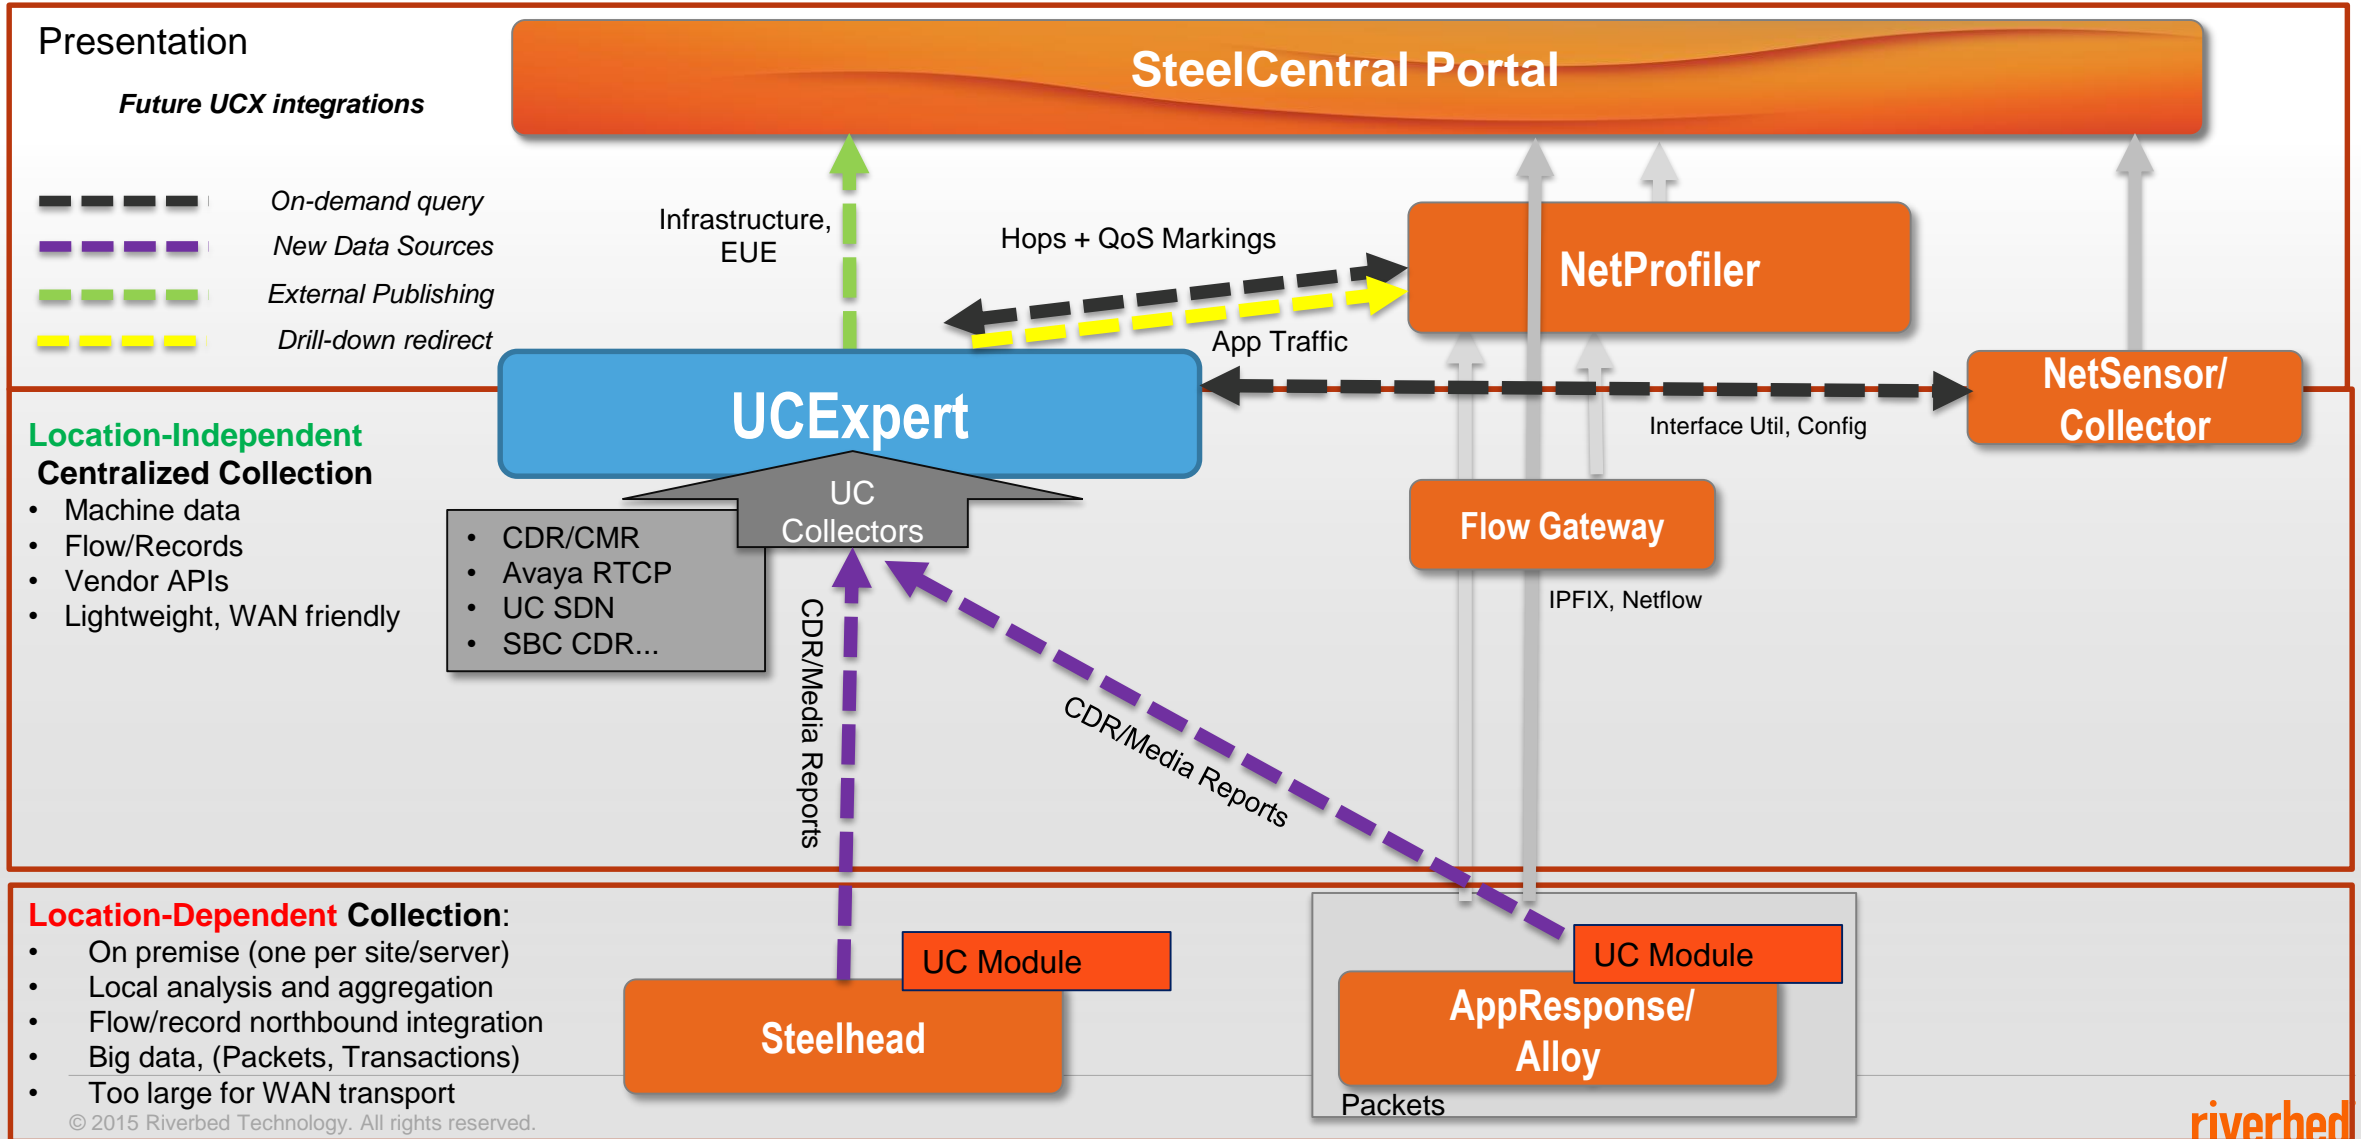 Presentation
SteelCentral Portal
Future UCX integrations
On-demand query
New Data Sources
External Publishing
Drill-down redirect
Infrastructure,
EUE
Hops + QoS Markings
NetProfiler
App Traffic
UCExpert
NetSensor/
Collector
Interface Util, Config
Location-Independent
Centralized Collection
• Machine data
• Flow/Records
• Vendor APIs
• Lightweight, WAN friendly
UC
Collectors
• CDR/CMR
• Avaya RTCP
• UC SDN
• SBC CDR...
Flow Gateway
IPFIX, Netflow
CDR/Media Reports
CDR/Media Reports
Location-Dependent Collection:
• On premise (one per site/server)
• Local analysis and aggregation
• Flow/record northbound integration
• Big data, (Packets, Transactions)
• Too large for WAN transport
UC Module
Steelhead
UC Module
AppResponse/
Alloy
Packets
© 2015 Riverbed Technology. All rights reserved.
riverbed